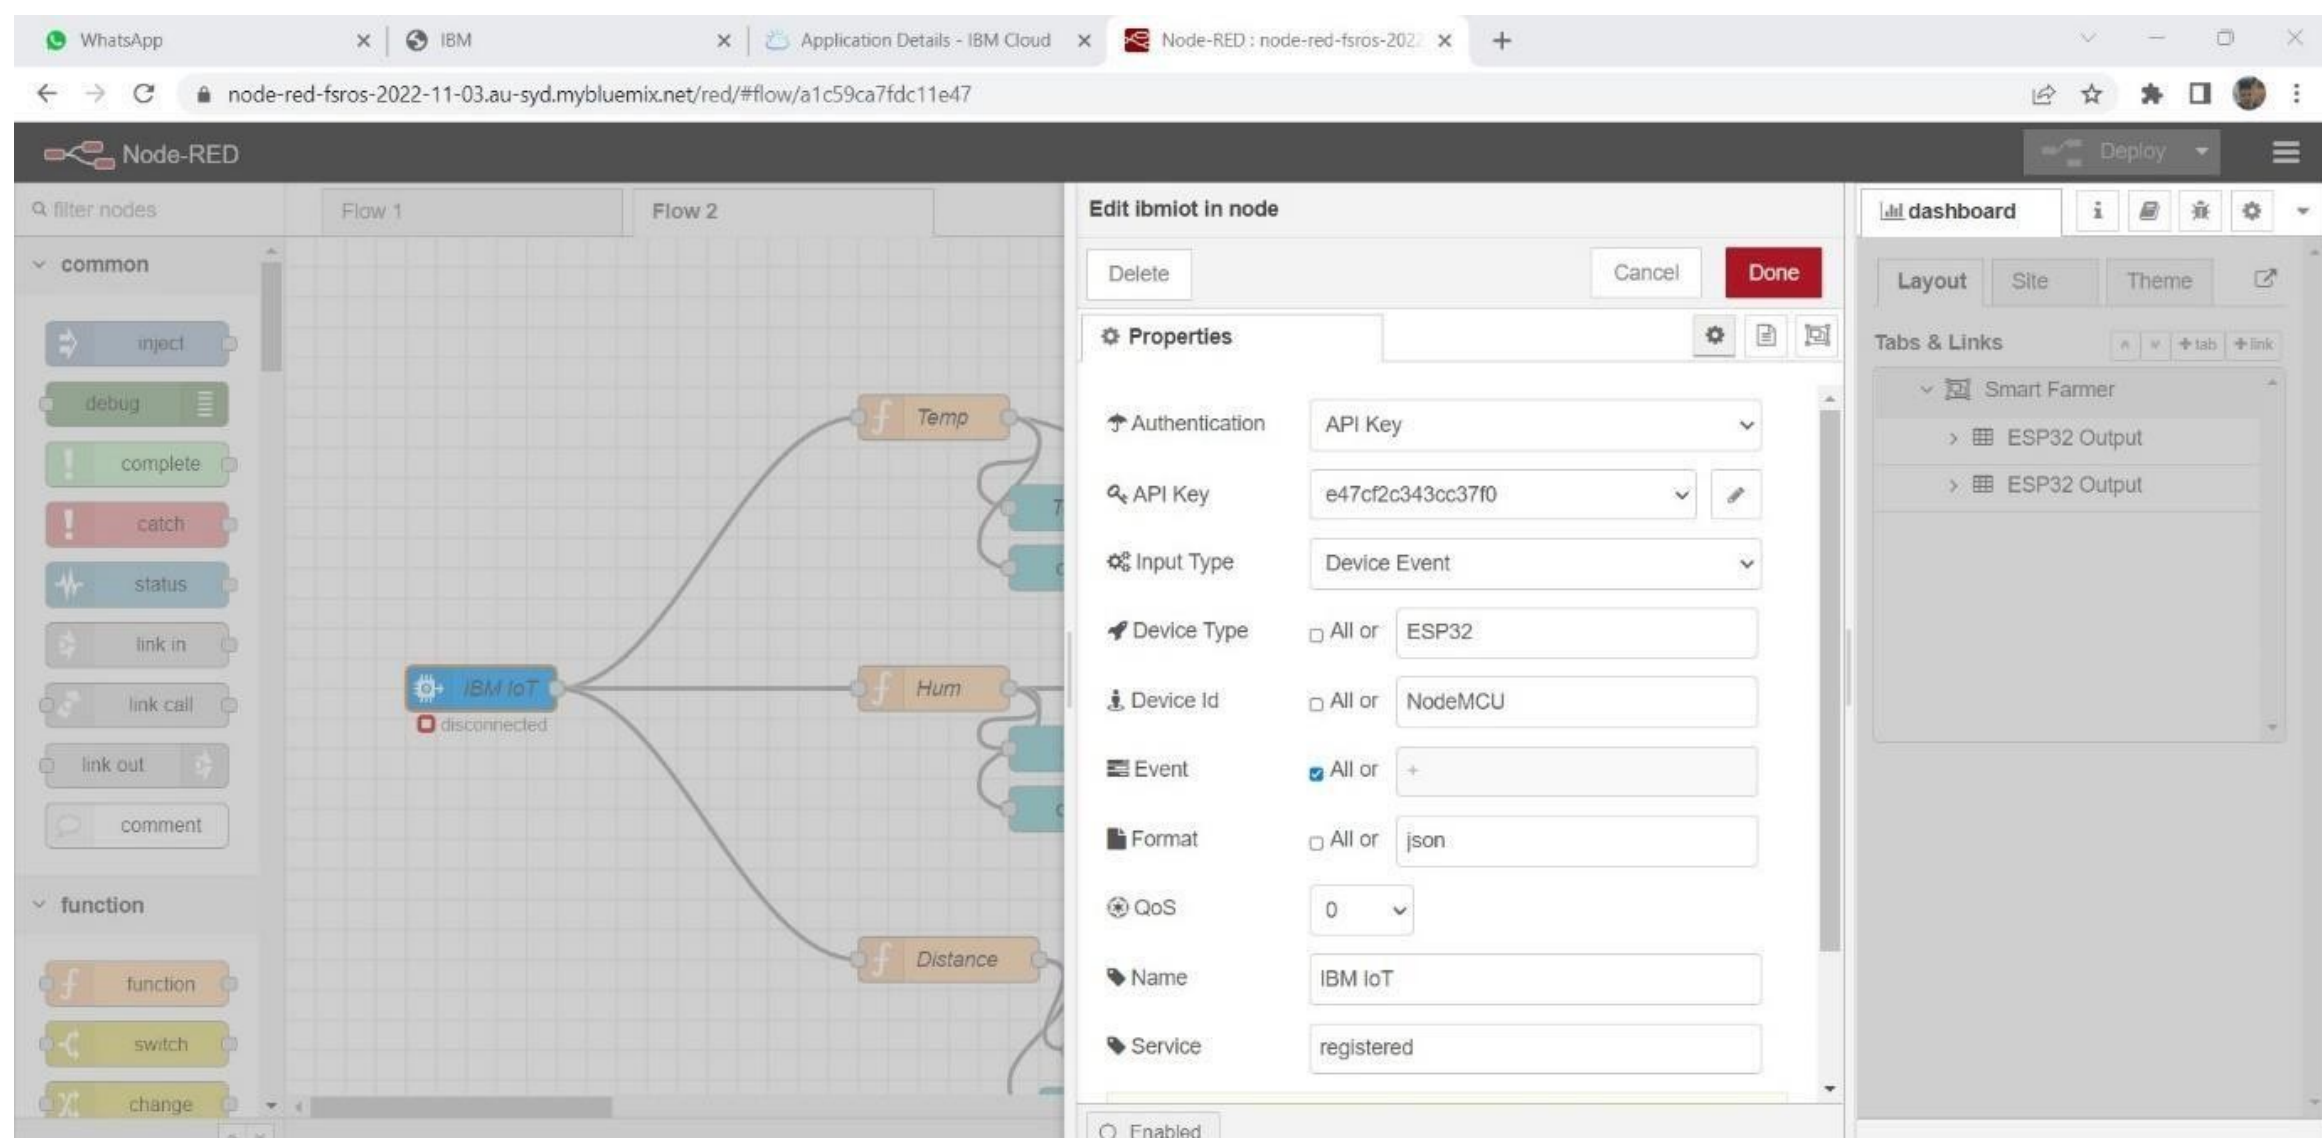 WhatsApp
IBM
Application Details - IBM Cloud
Node-RED : node-red-fsros-2022
node-red-fsros-2022-11-03.au-syd.mybluemix.net/red/#flow/a1c59ca7fdc11e47
Node-RED
Deploy
filter nodes
Flow 1
Flow 2
common
inject
debug
complete
catch
status
link in
link call
link out
comment
function
function
switch
change
Temp
IBM IoT
disconnected
Hum
Distance
Edit ibmiot in node
Delete
Cancel
Done
Properties
Authentication
API Key
API Key
e47cf2c343cc37f0
Input Type
Device Event
Device Type
All or
ESP32
Device Id
All or
NodeMCU
Event
All or
+
Format
All or
json
QoS
0
Name
IBM IoT
Service
registered
Enabled
dashboard
Layout
Site
Theme
Tabs & Links
+tab
+link
Smart Farmer
ESP32 Output
ESP32 Output